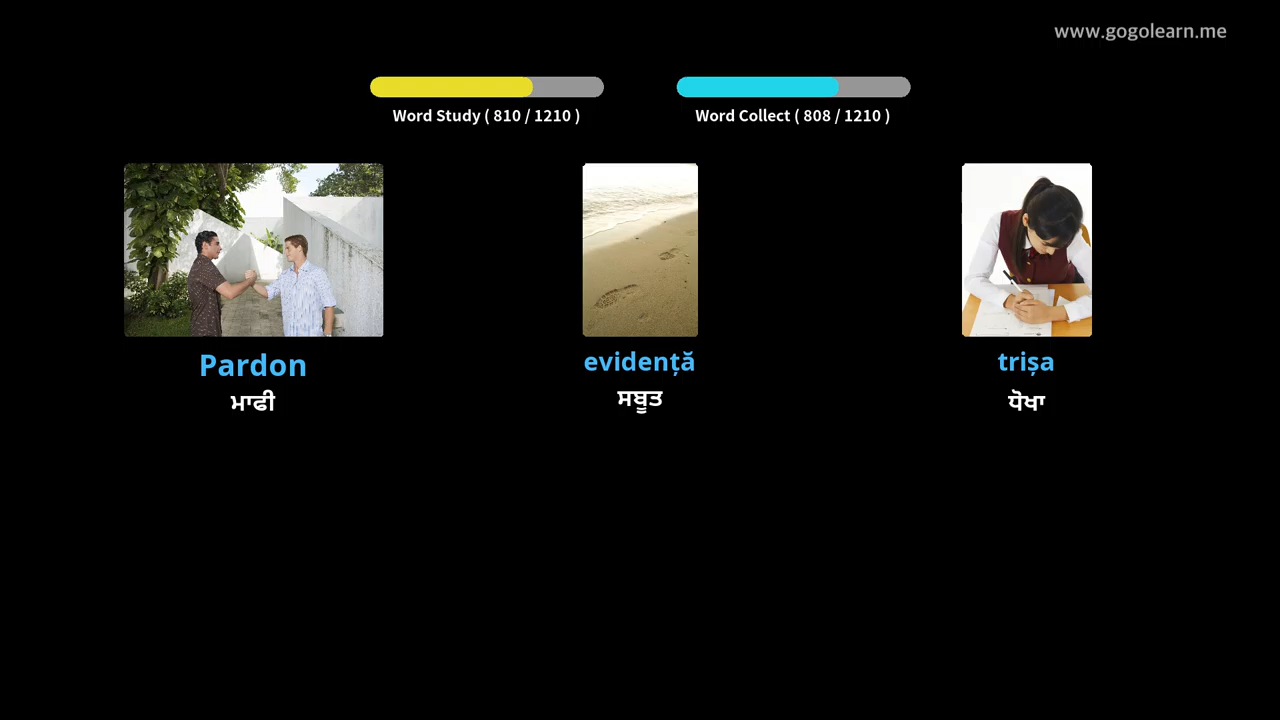 www.gogolearn.me
Word Study ( 810 / 1210 )
Word Collect ( 808 / 1210 )
Pardon
ਮਾਫੀ
evidență
ਸਬੂਤ
trișa
ਧੋਖਾ